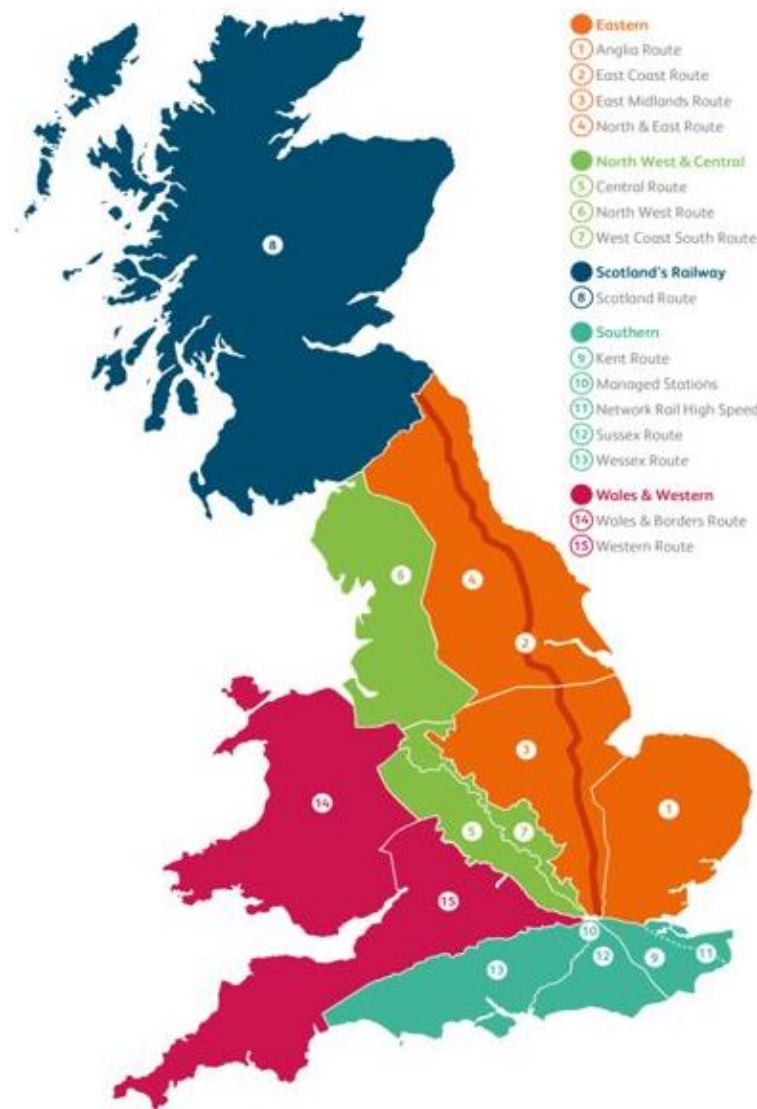 Eastern
1 Anglia Route
2 East Coast Route
3 East Midlands Route
4 North & East Route
North West & Central
5 Central Route
6 North West Route
7 West Coast South Route
Scotland's Railway
8 Scotland Route
Southern
9 Kent Route
10 Managed Stations
11 Network Rail High Speed
12 Sussex Route
13 Wessex Route
Wales & Western
14 Wales & Borders Route
15 Western Route
8
6
4
2
3
14
1
5
7
15
10
12
9
11
13